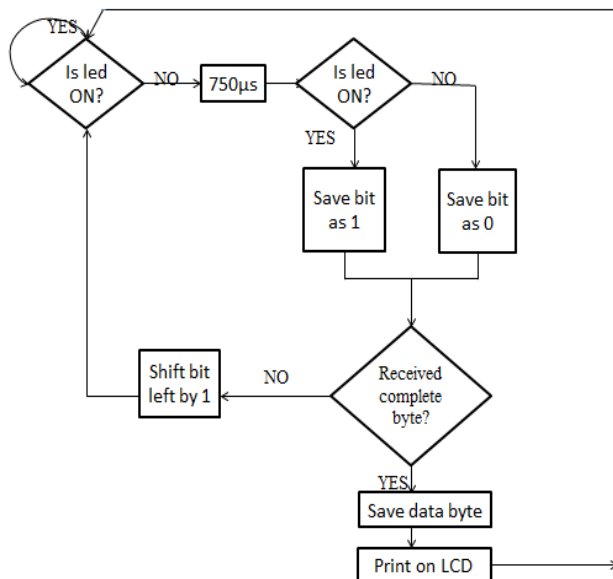 YES
Is led
ON?
NO
750µs
Is led
ON?
NO
YES
Save bit
as 1
Save bit
as 0
Received
complete
byte?
NO
Shift bit
left by 1
YES
Save data byte
Print on LCD